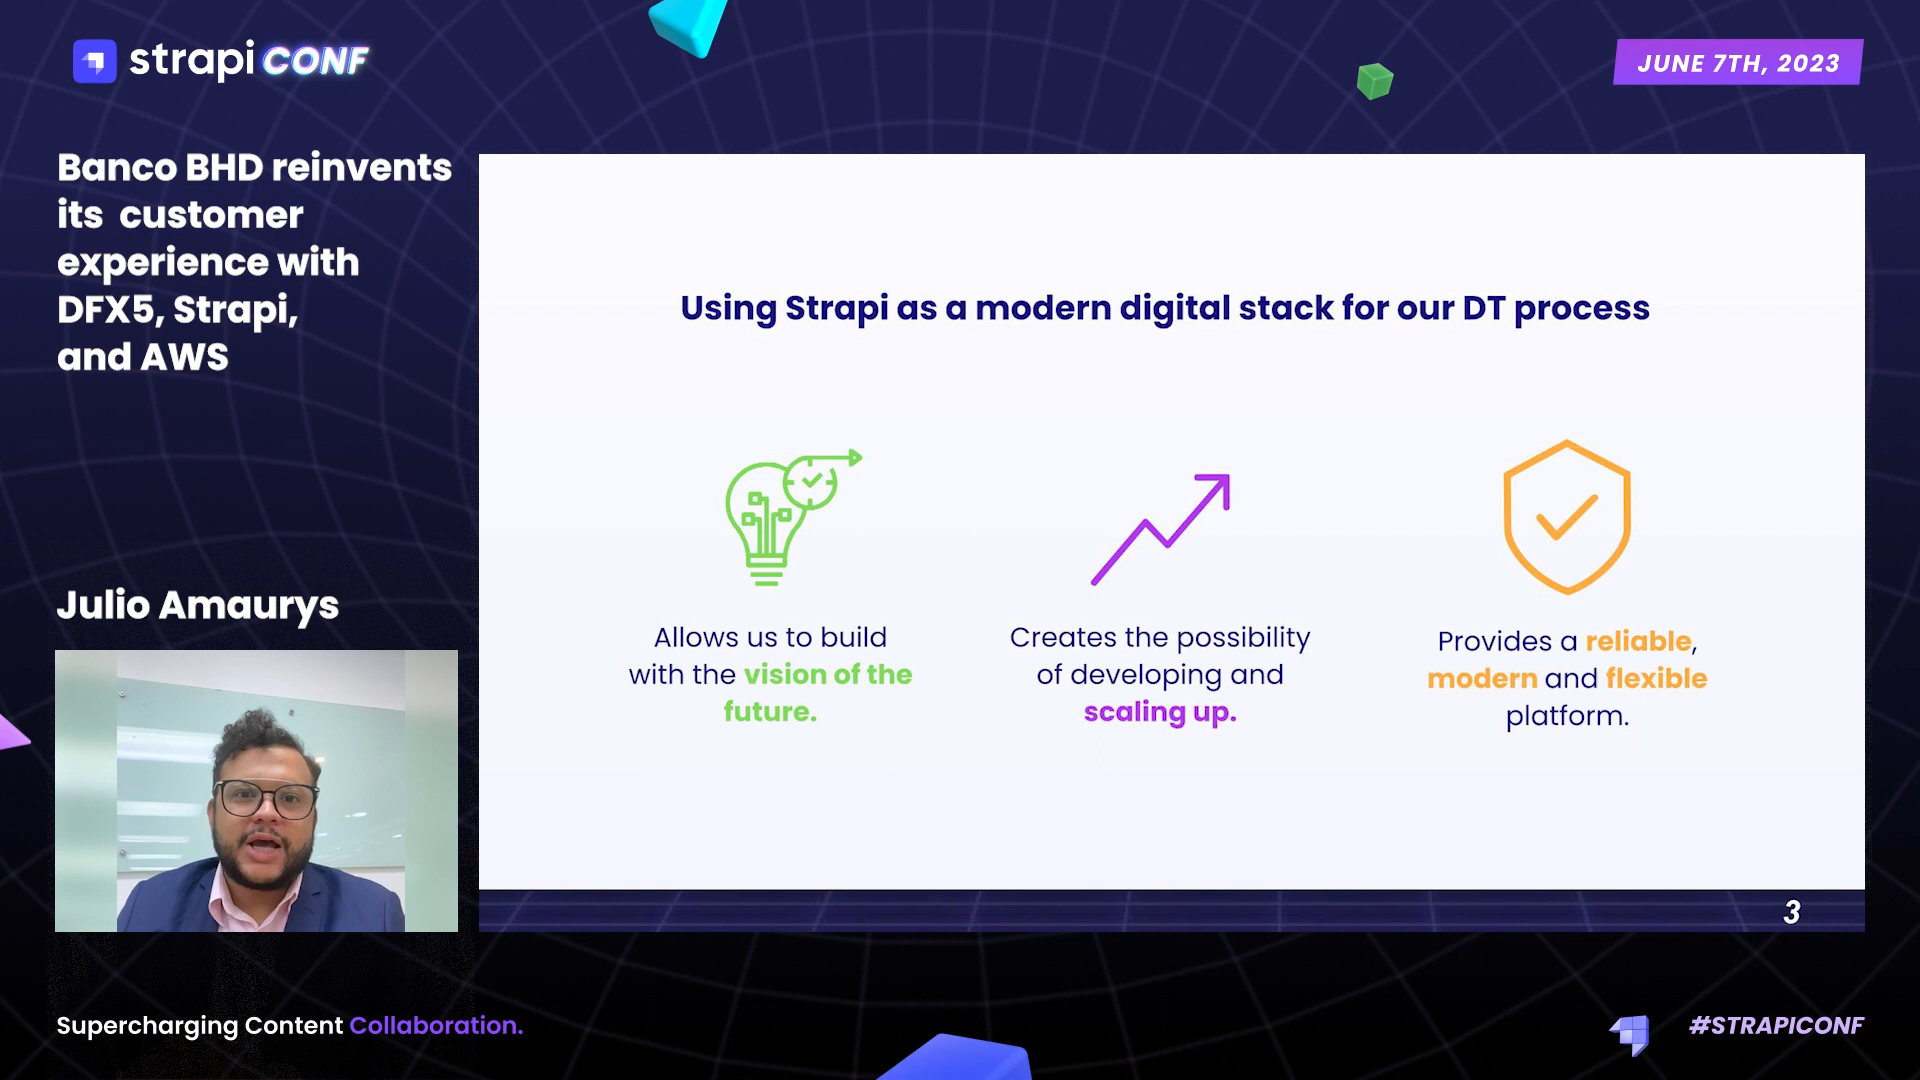 strapi CONF
JUNE 7TH, 2023
Banco BHD reinvents
its customer
experience with
DFX5, Strapi,
and AWS
Julio Amaurys
Using Strapi as a modern digital stack for our DT process
Allows us to build
with the vision of the
future.
Creates the possibility
of developing and
scaling up.
Provides a reliable,
modern and flexible
platform.
3
Supercharging Content Collaboration.
#STRAPICONF